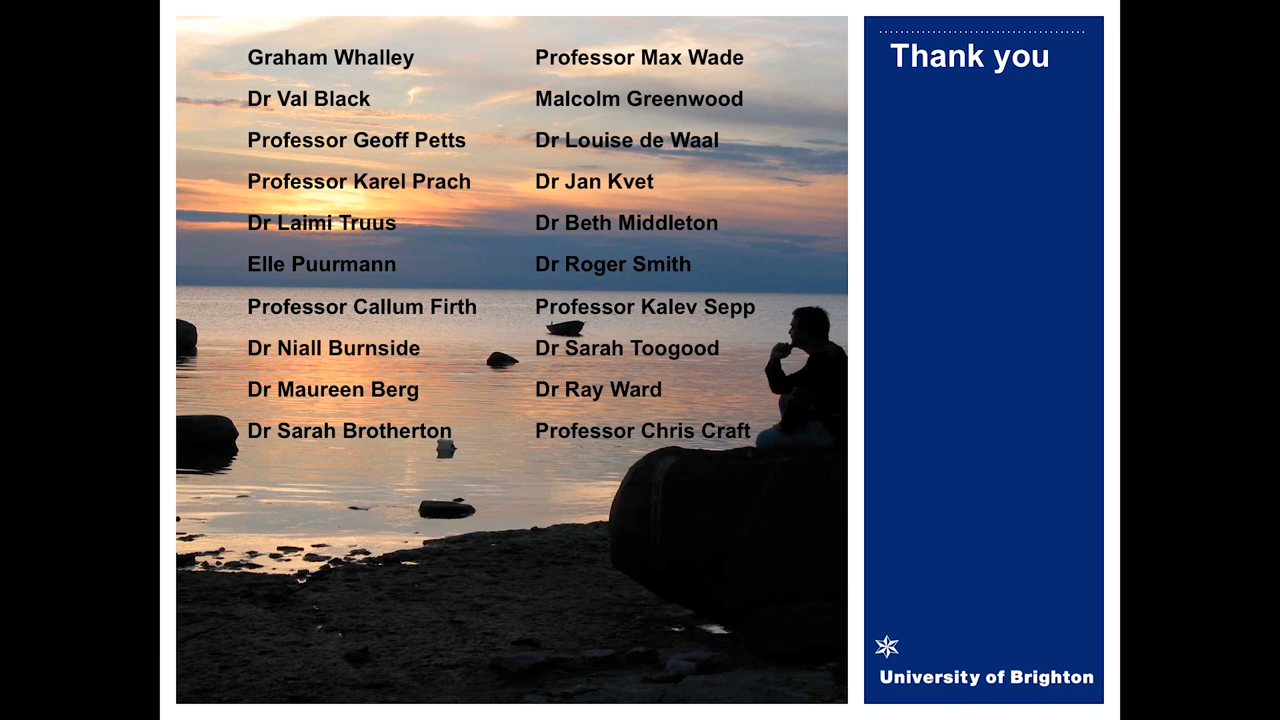 Graham Whalley
Dr Val Black
Professor Geoff Petts
Professor Karel Prach
Dr Laimi Truus
Elle Puurmann
Professor Callum Firth
Dr Niall Burnside
Dr Maureen Berg
Dr Sarah Brotherton
Professor Max Wade
Malcolm Greenwood
Dr Louise de Waal
Dr Jan Kvet
Dr Beth Middleton
Dr Roger Smith
Professor Kalev Sepp
Dr Sarah Toogood
Dr Ray Ward
Professor Chris Craft
Thank you
University of Brighton